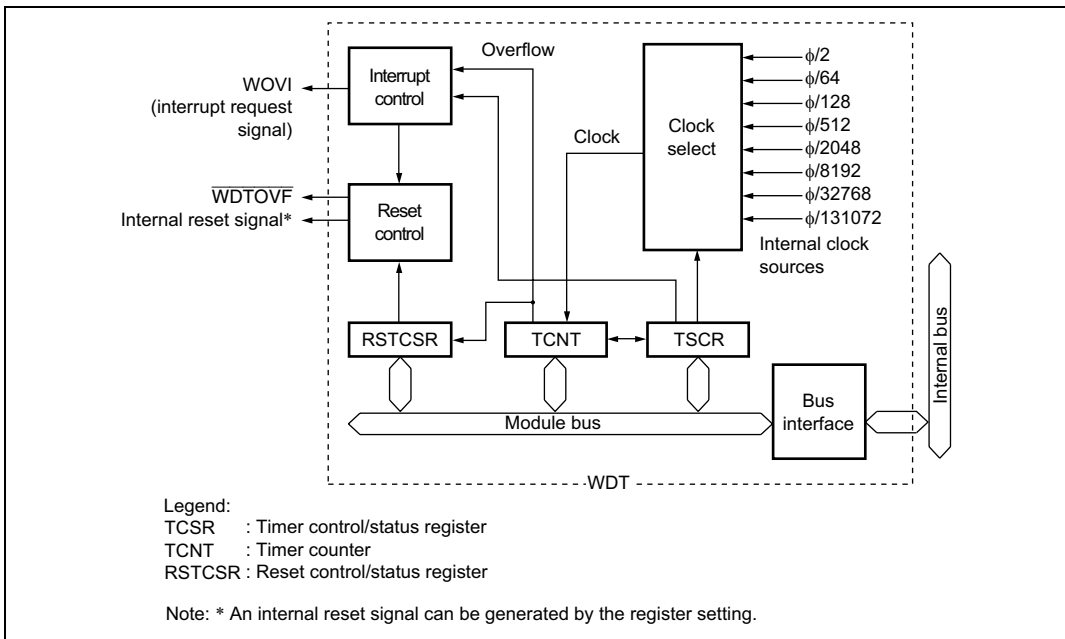 Overflow
WOVI
(interrupt request
signal)
Interrupt
control
WDTOVF
Internal reset signal*
Reset
control
Clock
Clock
select
ϕ/2
ϕ/64
ϕ/128
ϕ/512
ϕ/2048
ϕ/8192
ϕ/32768
ϕ/131072
Internal clock
sources
RSTCSR
TCNT
TSCR
Module bus
Bus
interface
Internal bus
WDT
Legend:
TCSR : Timer control/status register
TCNT : Timer counter
RSTCSR : Reset control/status register
Note: * An internal reset signal can be generated by the register setting.